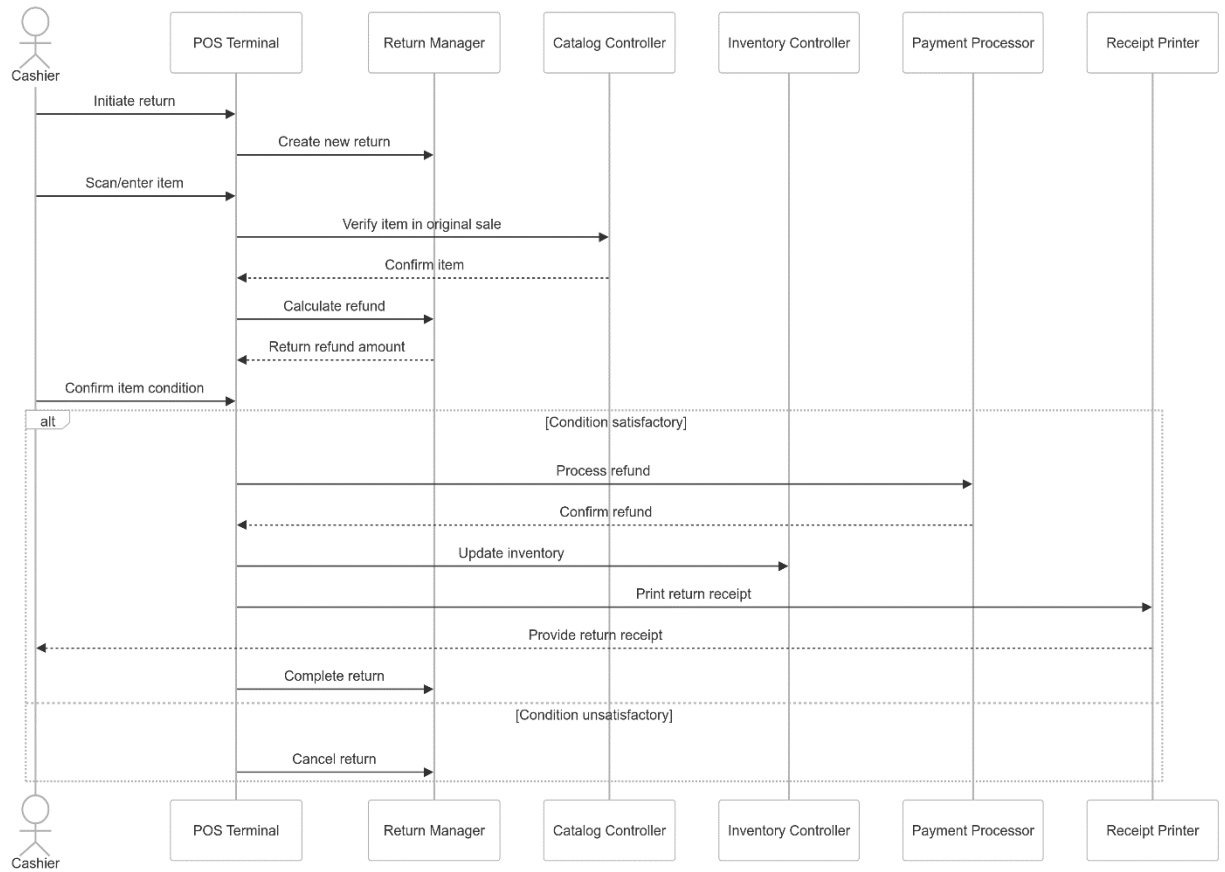 POS Terminal
Return Manager
Catalog Controller
Inventory Controller
Payment Processor
Receipt Printer
Cashier
Initiate return
Create new return
Scan/enter item
Verify item in original sale
Confirm item
Calculate refund
Return refund amount
Confirm item condition
alt
[Condition satisfactory]
Process refund
Confirm refund
Update inventory
Print return receipt
Provide return receipt
Complete return
[Condition unsatisfactory]
Cancel return
POS Terminal
Return Manager
Catalog Controller
Inventory Controller
Payment Processor
Receipt Printer
Cashier